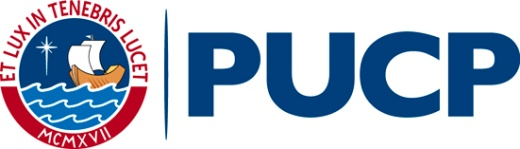 ET LUX IN TENEBRIS LUCET
MCMXVII
PUCP